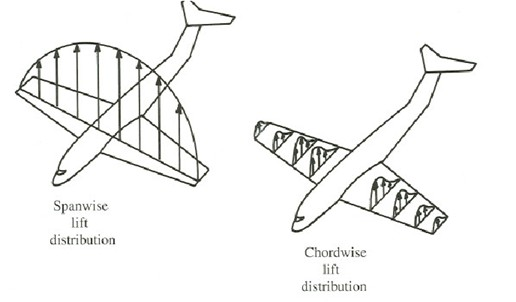 Spanwise
lift
distribution
Chordwise
lift
distribution